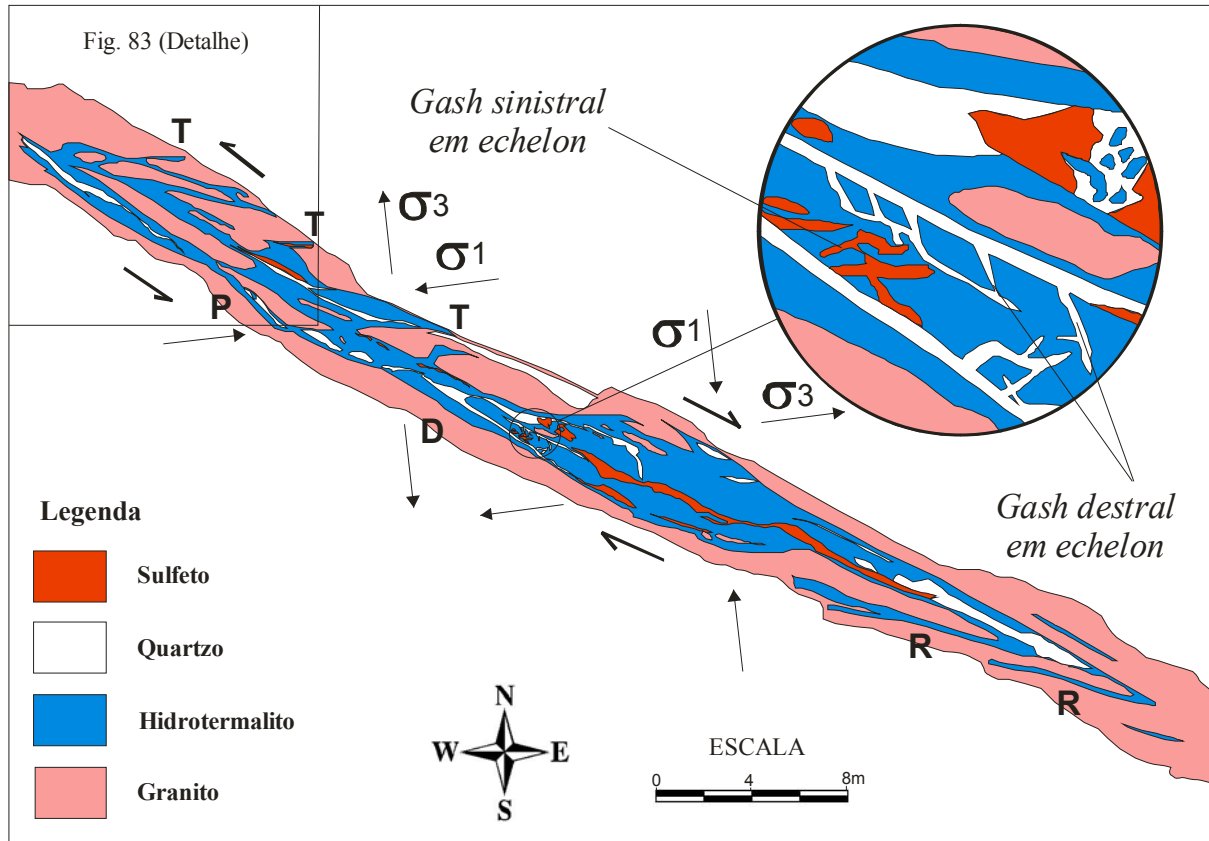 Fig. 83 (Detalhe)
Gash sinistral
em echelon
T
T
σ3
σ1
P
T
σ1
σ3
D
Gash destral
em echelon
Legenda
Sulfeto
Quartzo
Hidrotermalito
Granito
R
R
N
W
E
S
ESCALA
0 4 8m